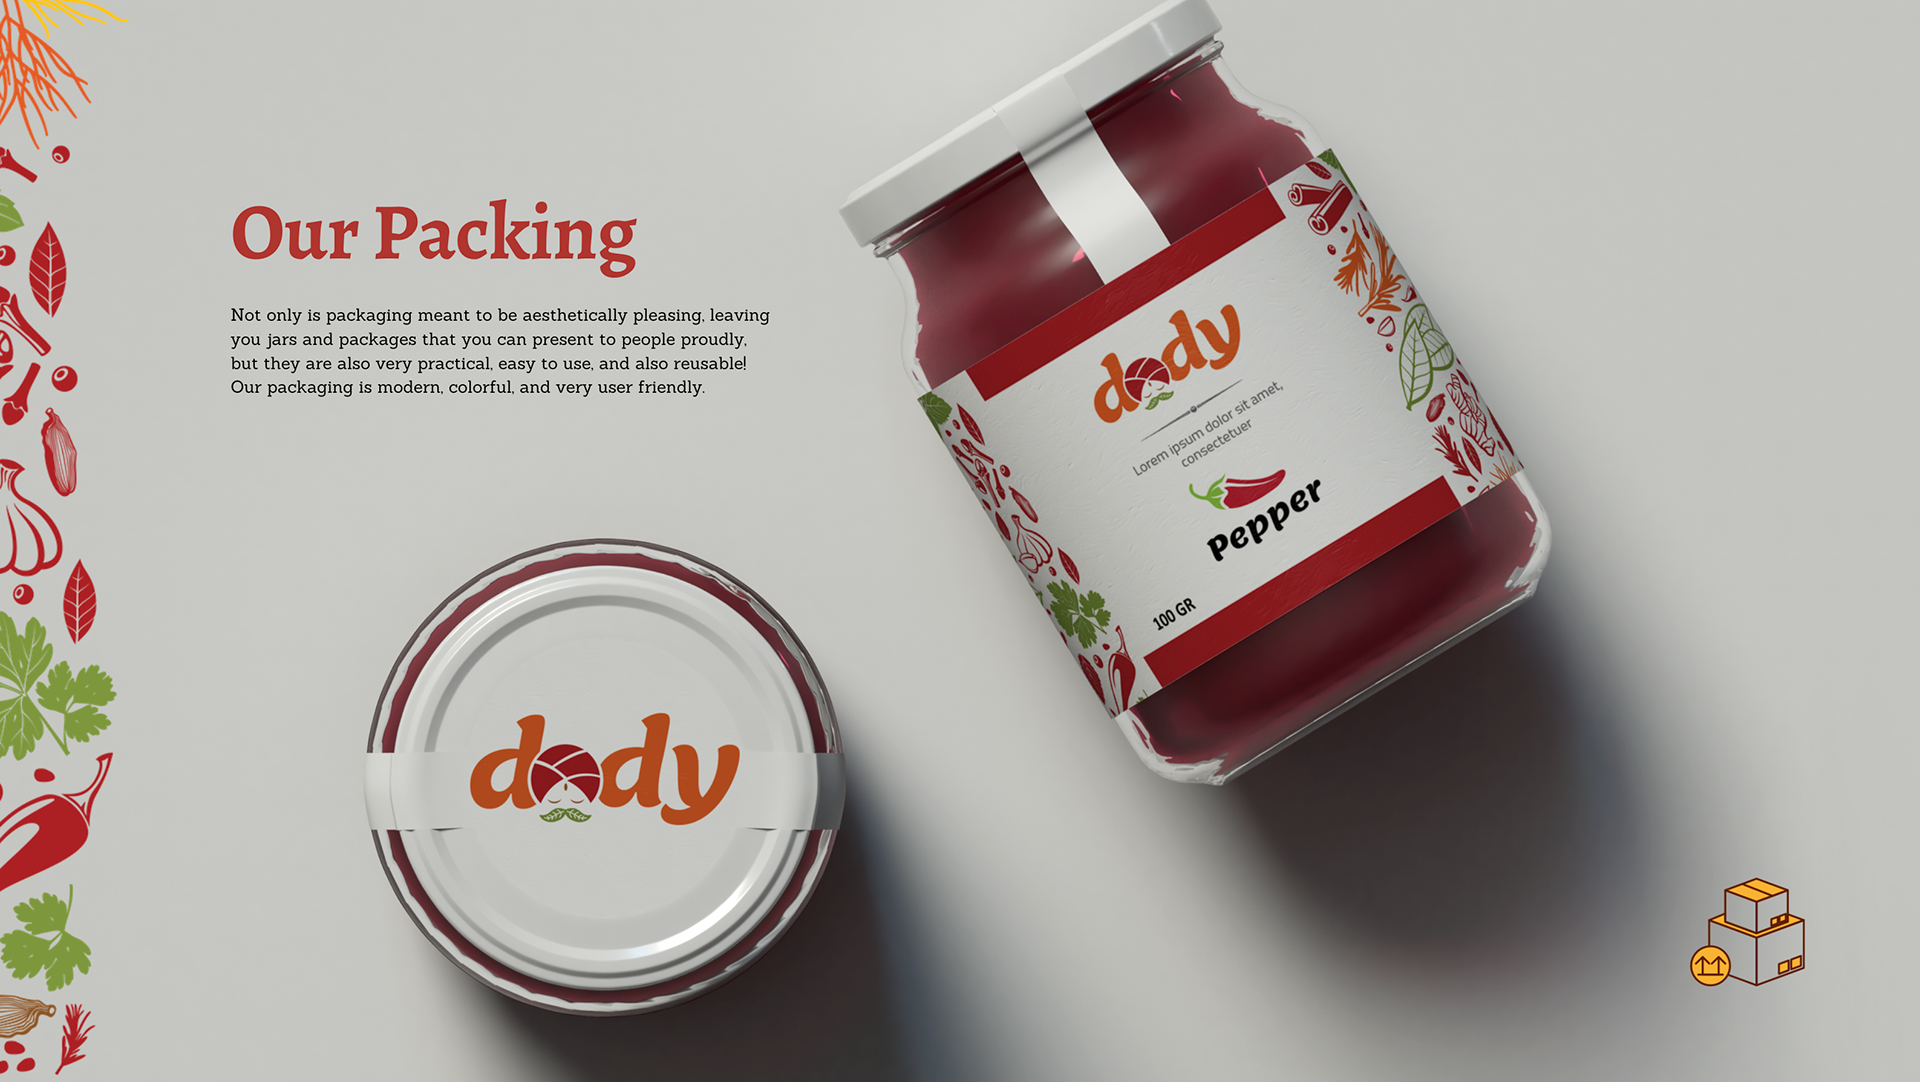 Our Packing
Not only is packaging meant to be aesthetically pleasing, leaving
you jars and packages that you can present to people proudly,
but they are also very practical, easy to use, and also reusable!
Our packaging is modern, colorful, and very user friendly.
dody
Lorem ipsum dolor sit amet,
consectetuer
pepper
100 GR
dody